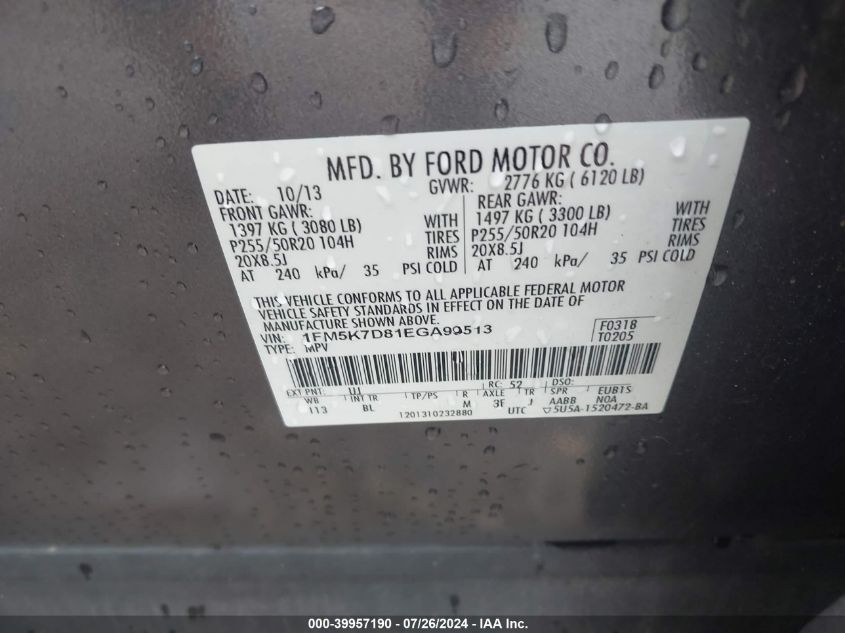 MFD. BY FORD MOTOR CO.
DATE: 10/13 GVWR: 2776 KG ( 6120 LB)
FRONT GAWR: REAR GAWR:
1397 KG ( 3080 LB) WITH 1497 KG ( 3300 LB) WITH
P255/50R20 104H TIRES P255/50R20 104H TIRES
20X8.5J RIMS 20X8.5J RIMS
AT 240 kPa/ 35 PSI COLD AT 240 kPa/ 35 PSI COLD
THIS VEHICLE CONFORMS TO ALL APPLICABLE FEDERAL MOTOR
VEHICLE SAFETY STANDARDS IN EFFECT ON THE DATE OF
MANUFACTURE SHOWN ABOVE.
VIN: 1FM5K7D81EGA99513 F0318
TYPE: MPV T0205
EXT PNT: UJ RC: 52 DSO:
WB INT TR TP/PS R AXLE TR SPR EUB1S
113 BL M 3F J AABB NOA
1201310232880 UTC 5U5A-1520472-BA
000-39957190 - 07/26/2024 - IAAI Inc.